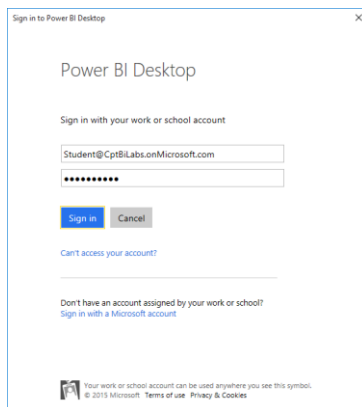 Sign in to Power BI Desktop
Power BI Desktop
Sign in with your work or school account
Student@CptBiLabs.onMicrosoft.com
●●●●●●●●●●
Sign in Cancel
Can't access your account?
Don't have an account assigned by your work or school?
Sign in with a Microsoft account
Your work or school account can be used anywhere you see this symbol.
© 2015 Microsoft Terms of use Privacy & Cookies